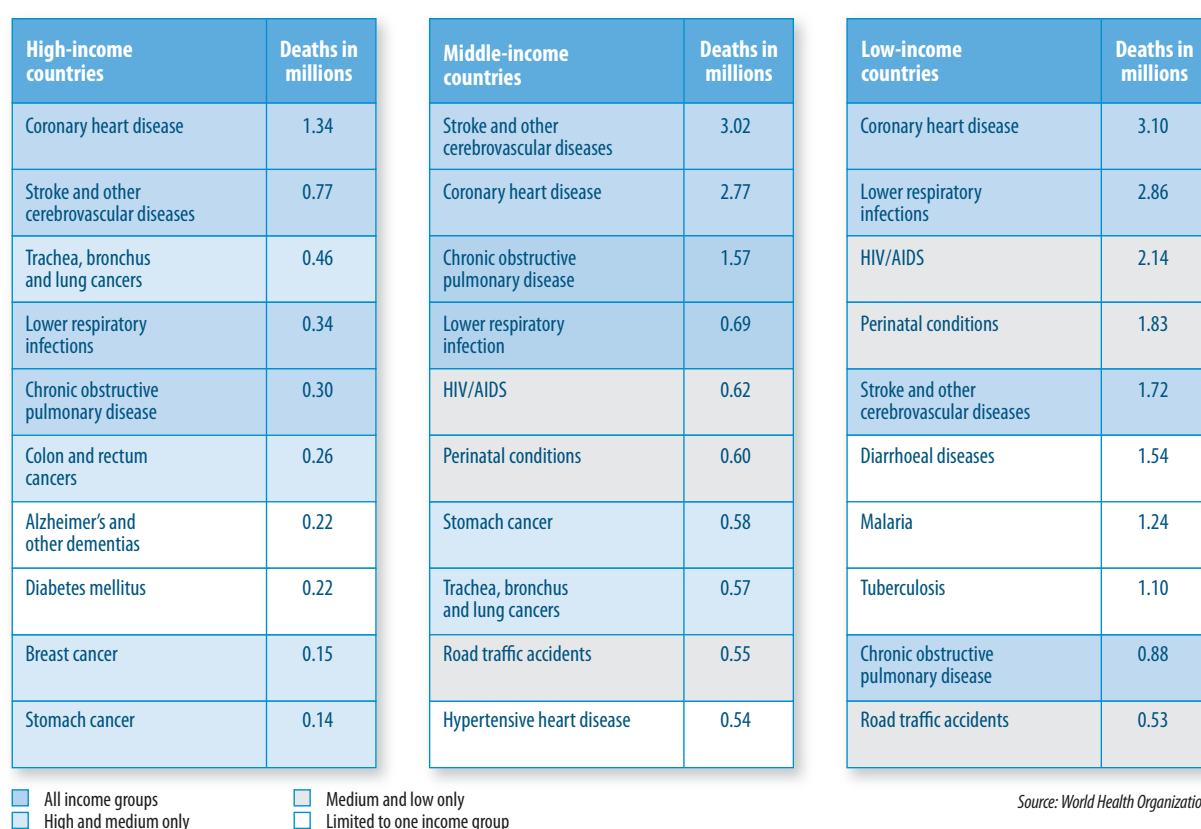 High-income
countries
Deaths in
millions
Coronary heart disease 1.34
Stroke and other
cerebrovascular diseases
0.77
Trachea, bronchus
and lung cancers
0.46
Lower respiratory
infections
0.34
Chronic obstructive
pulmonary disease
0.30
Colon and rectum
cancers
0.26
Alzheimer's and
other dementias
0.22
Diabetes mellitus 0.22
Breast cancer 0.15
Stomach cancer 0.14
Middle-income
countries
Deaths in
millions
Stroke and other
cerebrovascular diseases
3.02
Coronary heart disease 2.77
Chronic obstructive
pulmonary disease
1.57
Lower respiratory
infection
0.69
HIV/AIDS 0.62
Perinatal conditions 0.60
Stomach cancer 0.58
Trachea, bronchus
and lung cancers
0.57
Road traffic accidents 0.55
Hypertensive heart disease 0.54
Low-income
countries
Deaths in
millions
Coronary heart disease 3.10
Lower respiratory
infections
2.86
HIV/AIDS 2.14
Perinatal conditions 1.83
Stroke and other
cerebrovascular diseases
1.72
Diarrhoeal diseases 1.54
Malaria 1.24
Tuberculosis 1.10
Chronic obstructive
pulmonary disease
0.88
Road traffic accidents 0.53
All income groups
High and medium only
Medium and low only
Limited to one income group
Source: World Health Organizatio